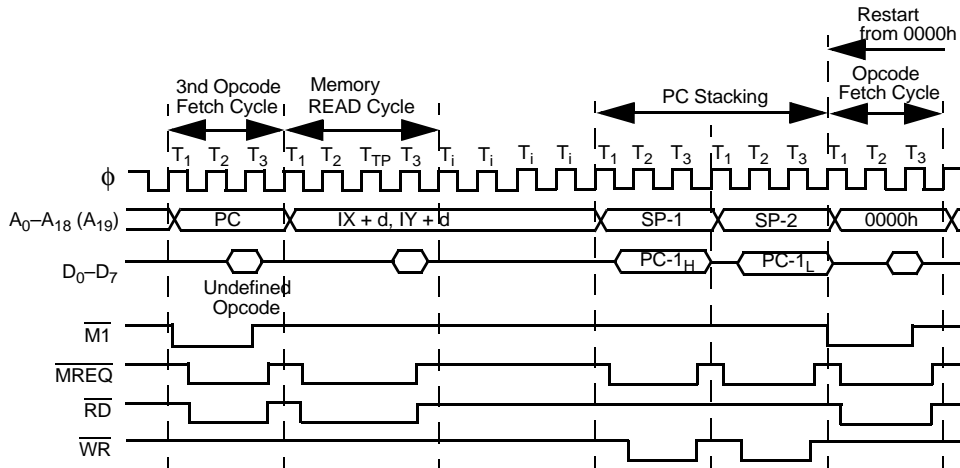 Restart
from 0000h
3nd Opcode
Fetch Cycle
Memory
READ Cycle
PC Stacking
Opcode
Fetch Cycle
T1 T2 T3 T1 T2 TTP T3 Ti Ti Ti Ti T1 T2 T3 T1 T2 T3 T1 T2 T3
ϕ
A0–A18 (A19) PC IX + d, IY + d SP-1 SP-2 0000h
D0–D7 PC-1H PC-1L
Undefined
Opcode
M1
MREQ
RD
WR